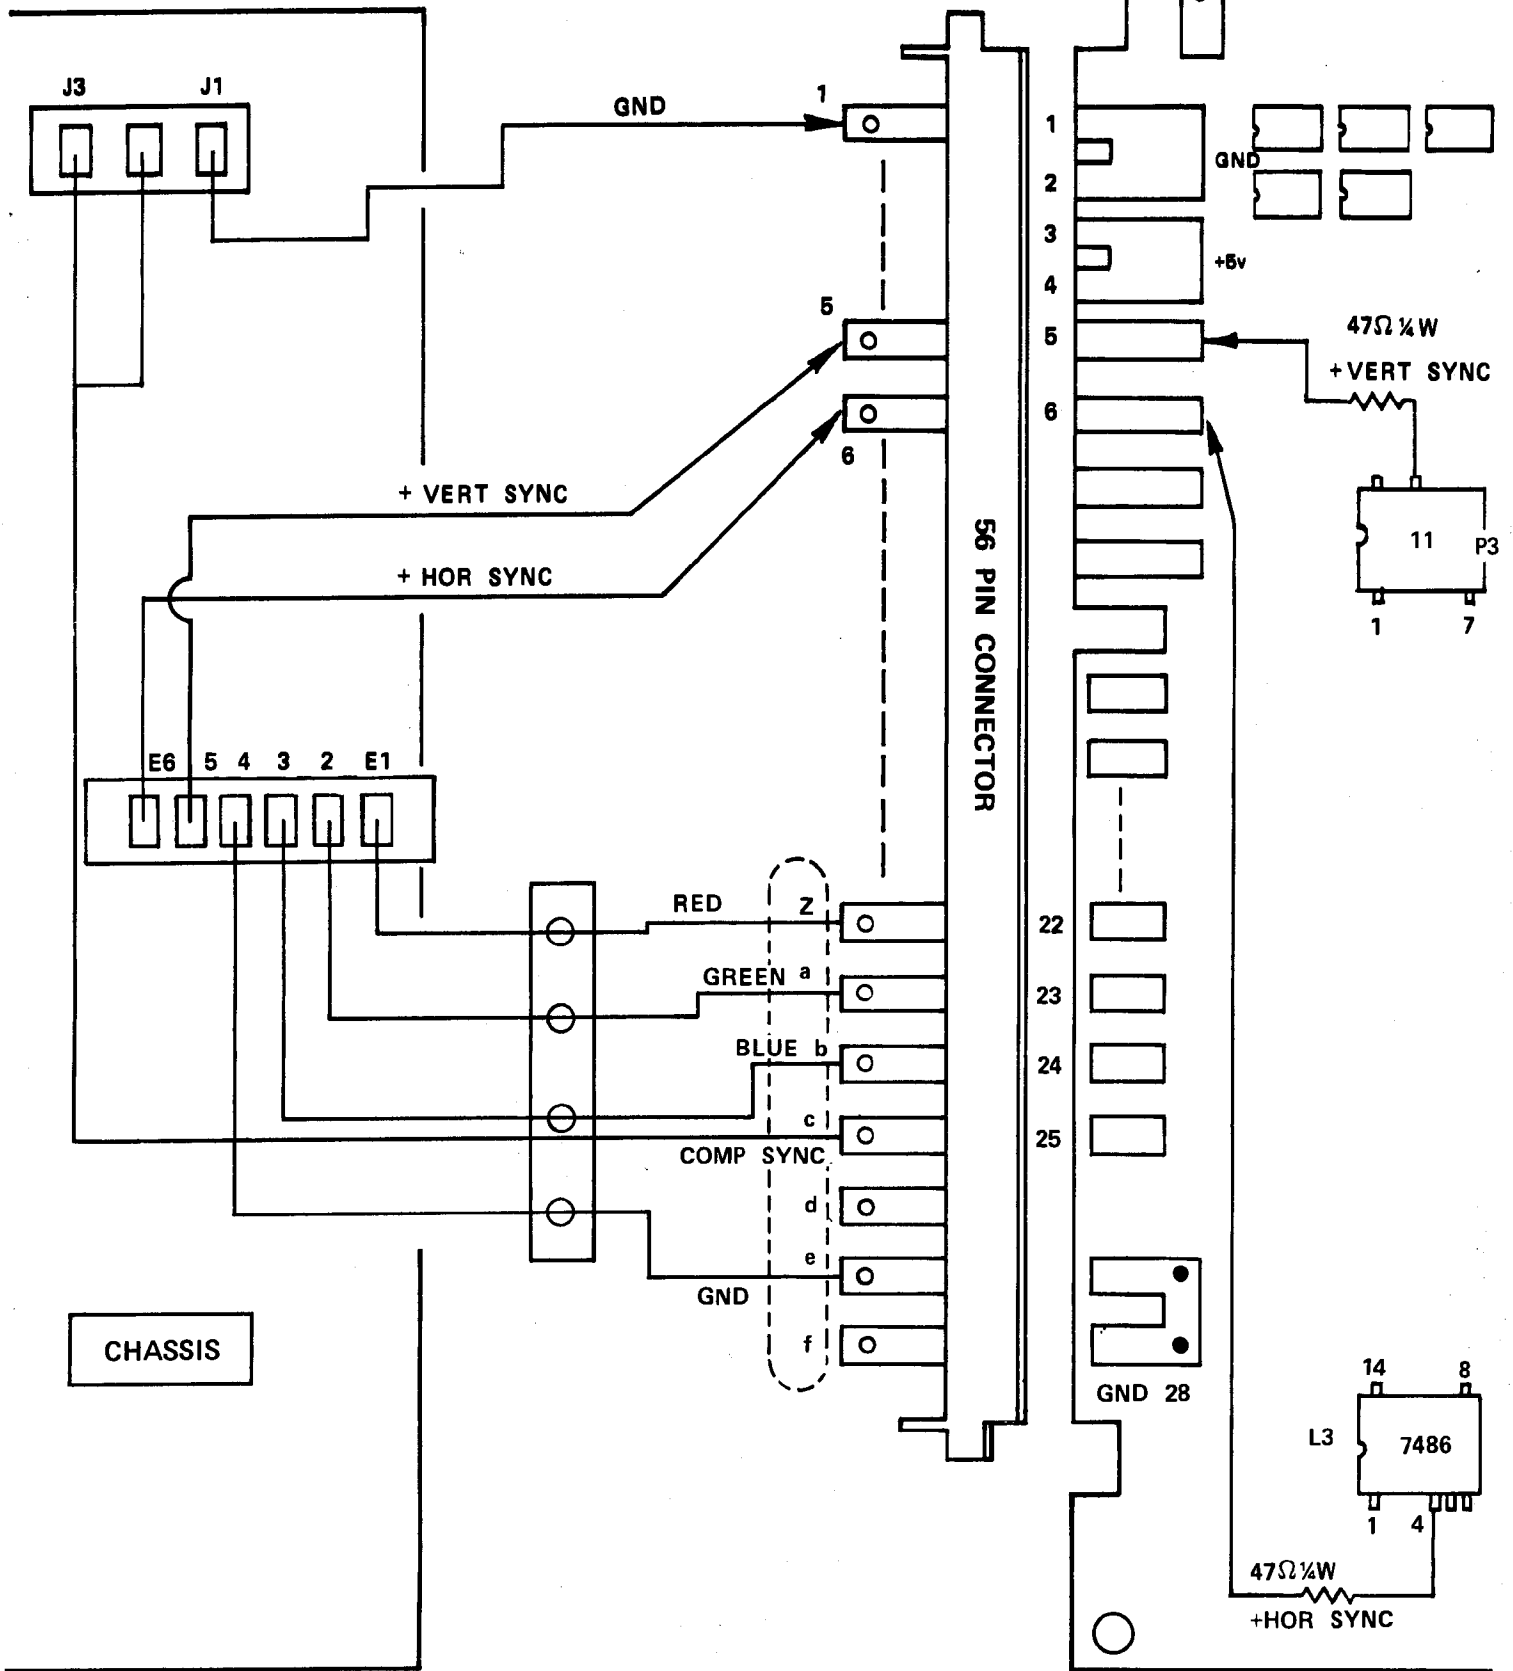 J3 J1
GND
1
1
2
GND
3
4
+5v
5
5
47Ω ¼W
+VERT SYNC
6
6
+ VERT SYNC
11
P3
1 7
+ HOR SYNC
56 PIN CONNECTOR
E6 5 4 3 2 E1
RED
Z
22
GREEN a
23
BLUE b
24
c
25
COMP SYNC
d
e
GND
f
CHASSIS
GND 28
14 8
L3
7486
1 4
47Ω ¼W
+HOR SYNC